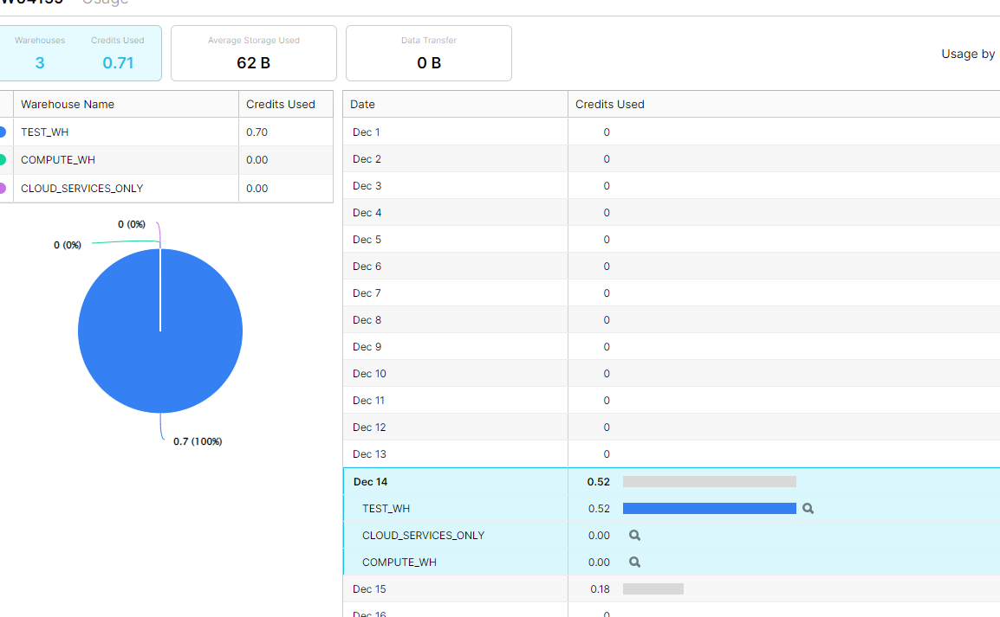 Usage
Warehouses Credits Used
3 0.71
Average Storage Used
62 B
Data Transfer
0 B
Usage by
Warehouse Name Credits Used
TEST_WH 0.70
COMPUTE_WH 0.00
CLOUD_SERVICES_ONLY 0.00
0 (0%)
0 (0%)
0.7 (100%)
Date Credits Used
Dec 1 0
Dec 2 0
Dec 3 0
Dec 4 0
Dec 5 0
Dec 6 0
Dec 7 0
Dec 8 0
Dec 9 0
Dec 10 0
Dec 11 0
Dec 12 0
Dec 13 0
Dec 14 0.52
TEST_WH 0.52
CLOUD_SERVICES_ONLY 0.00
COMPUTE_WH 0.00
Dec 15 0.18
Dec 16 0